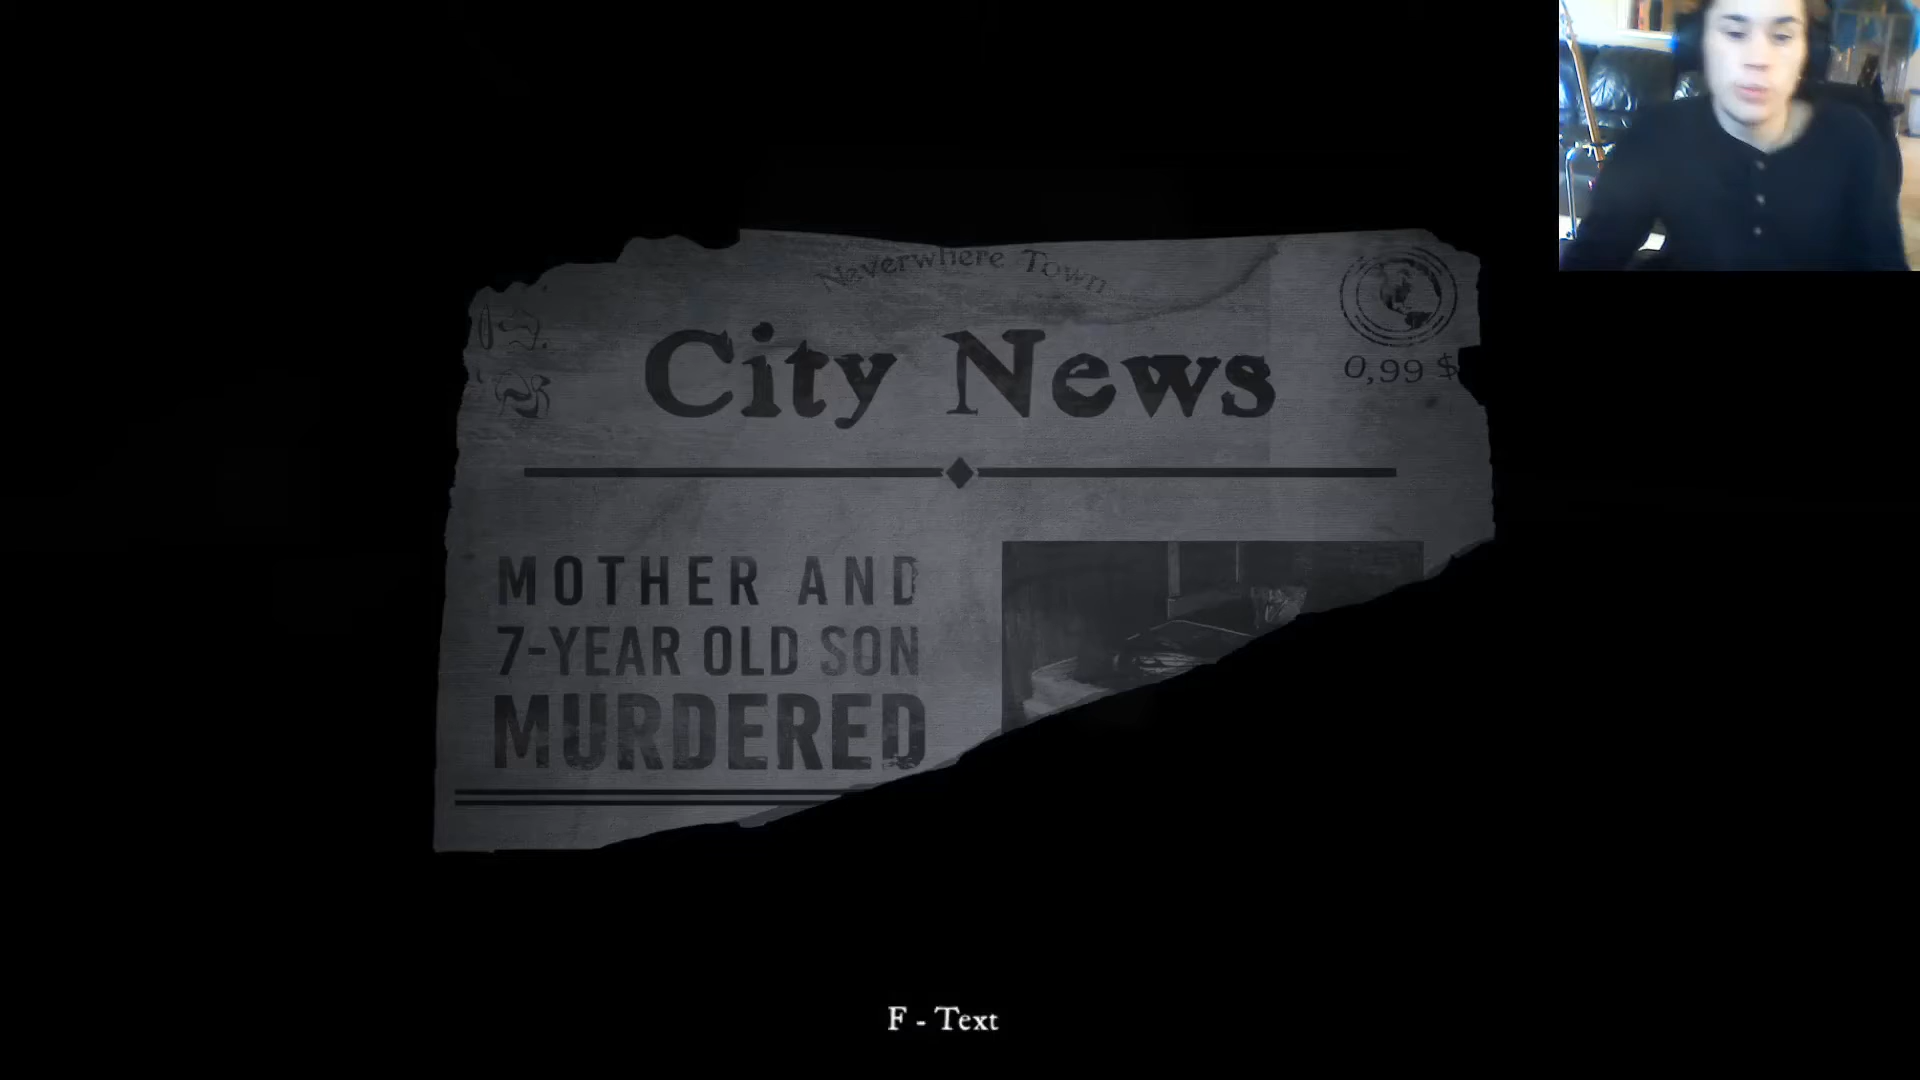 Neverwhere Town
City News
0,99 $
MOTHER AND
7-YEAR OLD SON
MURDERED
F - Text